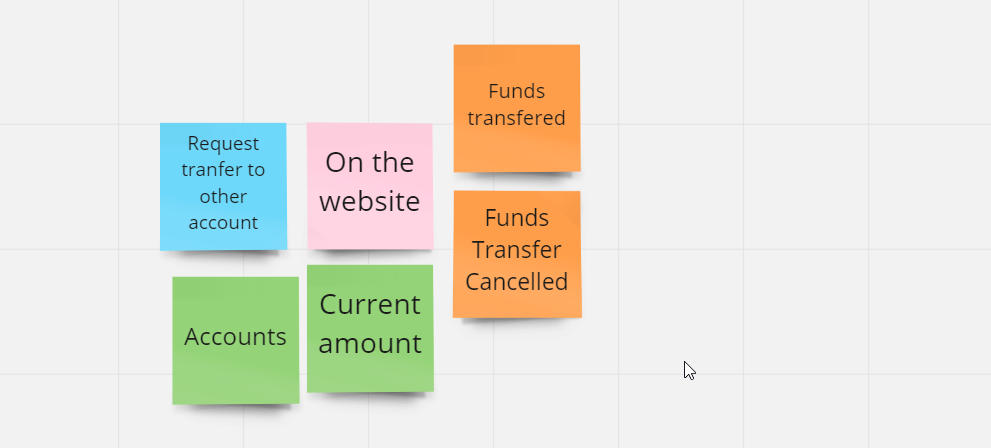 Request
tranfer to
other
account
On the
website
Funds
transfered
Funds
Transfer
Cancelled
Accounts
Current
amount